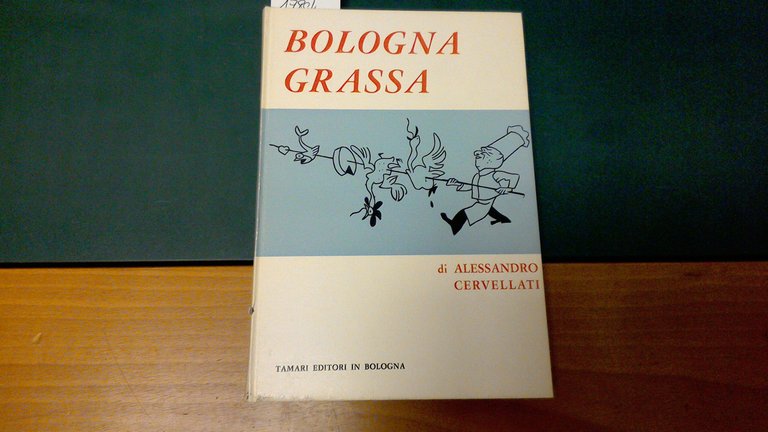 BOLOGNA
GRASSA
di ALESSANDRO
CERVELLATI
TAMARI EDITORI IN BOLOGNA